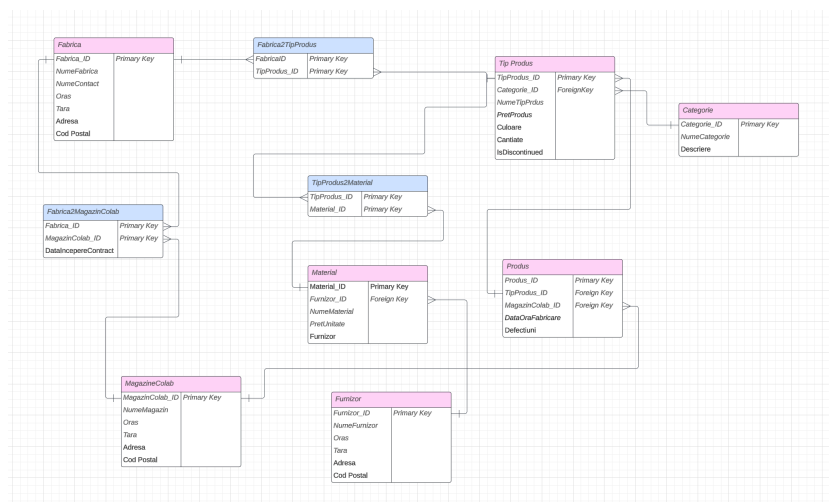 Fabrica
Fabrica_ID Primary Key
NumeFabrica
NumeContact
Oras
Tara
Adresa
Cod Postal
Fabrica2TipProdus
FabricaID Primary Key
TipProdus_ID Primary Key
Tip Produs
TipProdus_ID Primary Key
Categorie_ID ForeignKey
NumeTipPrdus
PretProdus
Culoare
Cantiate
IsDiscontinued
Categorie
Categorie_ID Primary Key
NumeCategorie
Descriere
TipProdus2Material
TipProdus_ID Primary Key
Material_ID Primary Key
Fabrica2MagazinColab
Fabrica_ID Primary Key
MagazinColab_ID Primary Key
DataIncepereContract
Material
Material_ID Primary Key
Furnizor_ID Foreign Key
NumeMaterial
PretUnitate
Furnizor
Produs
Produs_ID Primary Key
TipProdus_ID Foreign Key
MagazinColab_ID Foreign Key
DataOraFabricare
Defectiuni
MagazineColab
MagazinColab_ID Primary Key
NumeMagazin
Oras
Tara
Adresa
Cod Postal
Furnizor
Furnizor_ID Primary Key
NumeFurnizor
Oras
Tara
Adresa
Cod Postal